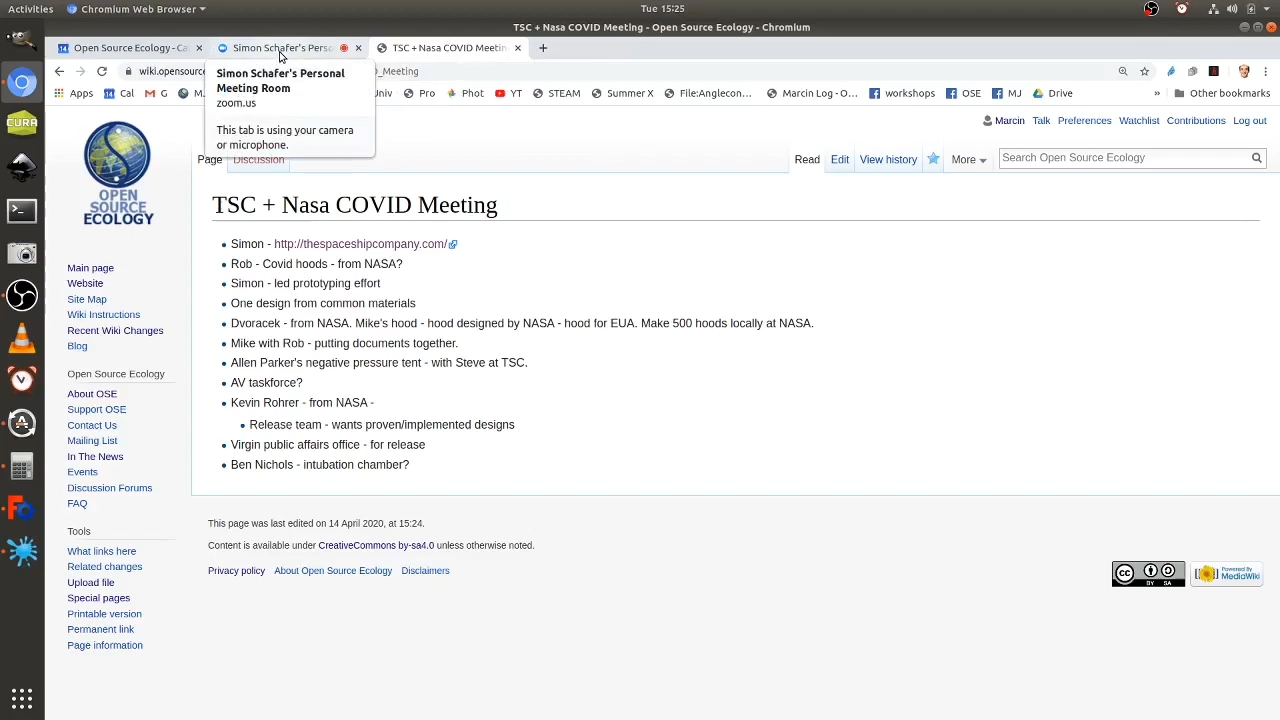 Activities Chromium Web Browser Tue 15:25
TSC + Nasa COVID Meeting - Open Source Ecology - Chromium
Open Source Ecology - Ca Simon Schafer's Perso TSC + Nasa COVID Meetin
wiki.opensource D_Meeting
Apps Cal G Univ Pro Phot YT STEAM Summer X File:Anglecon... Marcin Log - O... workshops OSE MJ Drive » Other bookmarks
Simon Schafer's Personal
Meeting Room
zoom.us
This tab is using your camera
or microphone.
Marcin Talk Preferences Watchlist Contributions Log out
Page Discussion Read Edit View history More Search Open Source Ecology
OPEN
SOURCE
ECOLOGY
TSC + Nasa COVID Meeting
Simon - http://thespaceshipcompany.com/
Rob - Covid hoods - from NASA?
Simon - led prototyping effort
One design from common materials
Dvoracek - from NASA. Mike's hood - hood designed by NASA - hood for EUA. Make 500 hoods locally at NASA.
Mike with Rob - putting documents together.
Allen Parker's negative pressure tent - with Steve at TSC.
AV taskforce?
Kevin Rohrer - from NASA -
Release team - wants proven/implemented designs
Virgin public affairs office - for release
Ben Nichols - intubation chamber?
This page was last edited on 14 April 2020, at 15:24.
Content is available under CreativeCommons by-sa4.0 unless otherwise noted.
Privacy policy About Open Source Ecology Disclaimers
cc BY SA Powered By MediaWiki
Main page
Website
Site Map
Wiki Instructions
Recent Wiki Changes
Blog
Open Source Ecology
About OSE
Support OSE
Contact Us
Mailing List
In The News
Events
Discussion Forums
FAQ
Tools
What links here
Related changes
Upload file
Special pages
Printable version
Permanent link
Page information
CURA